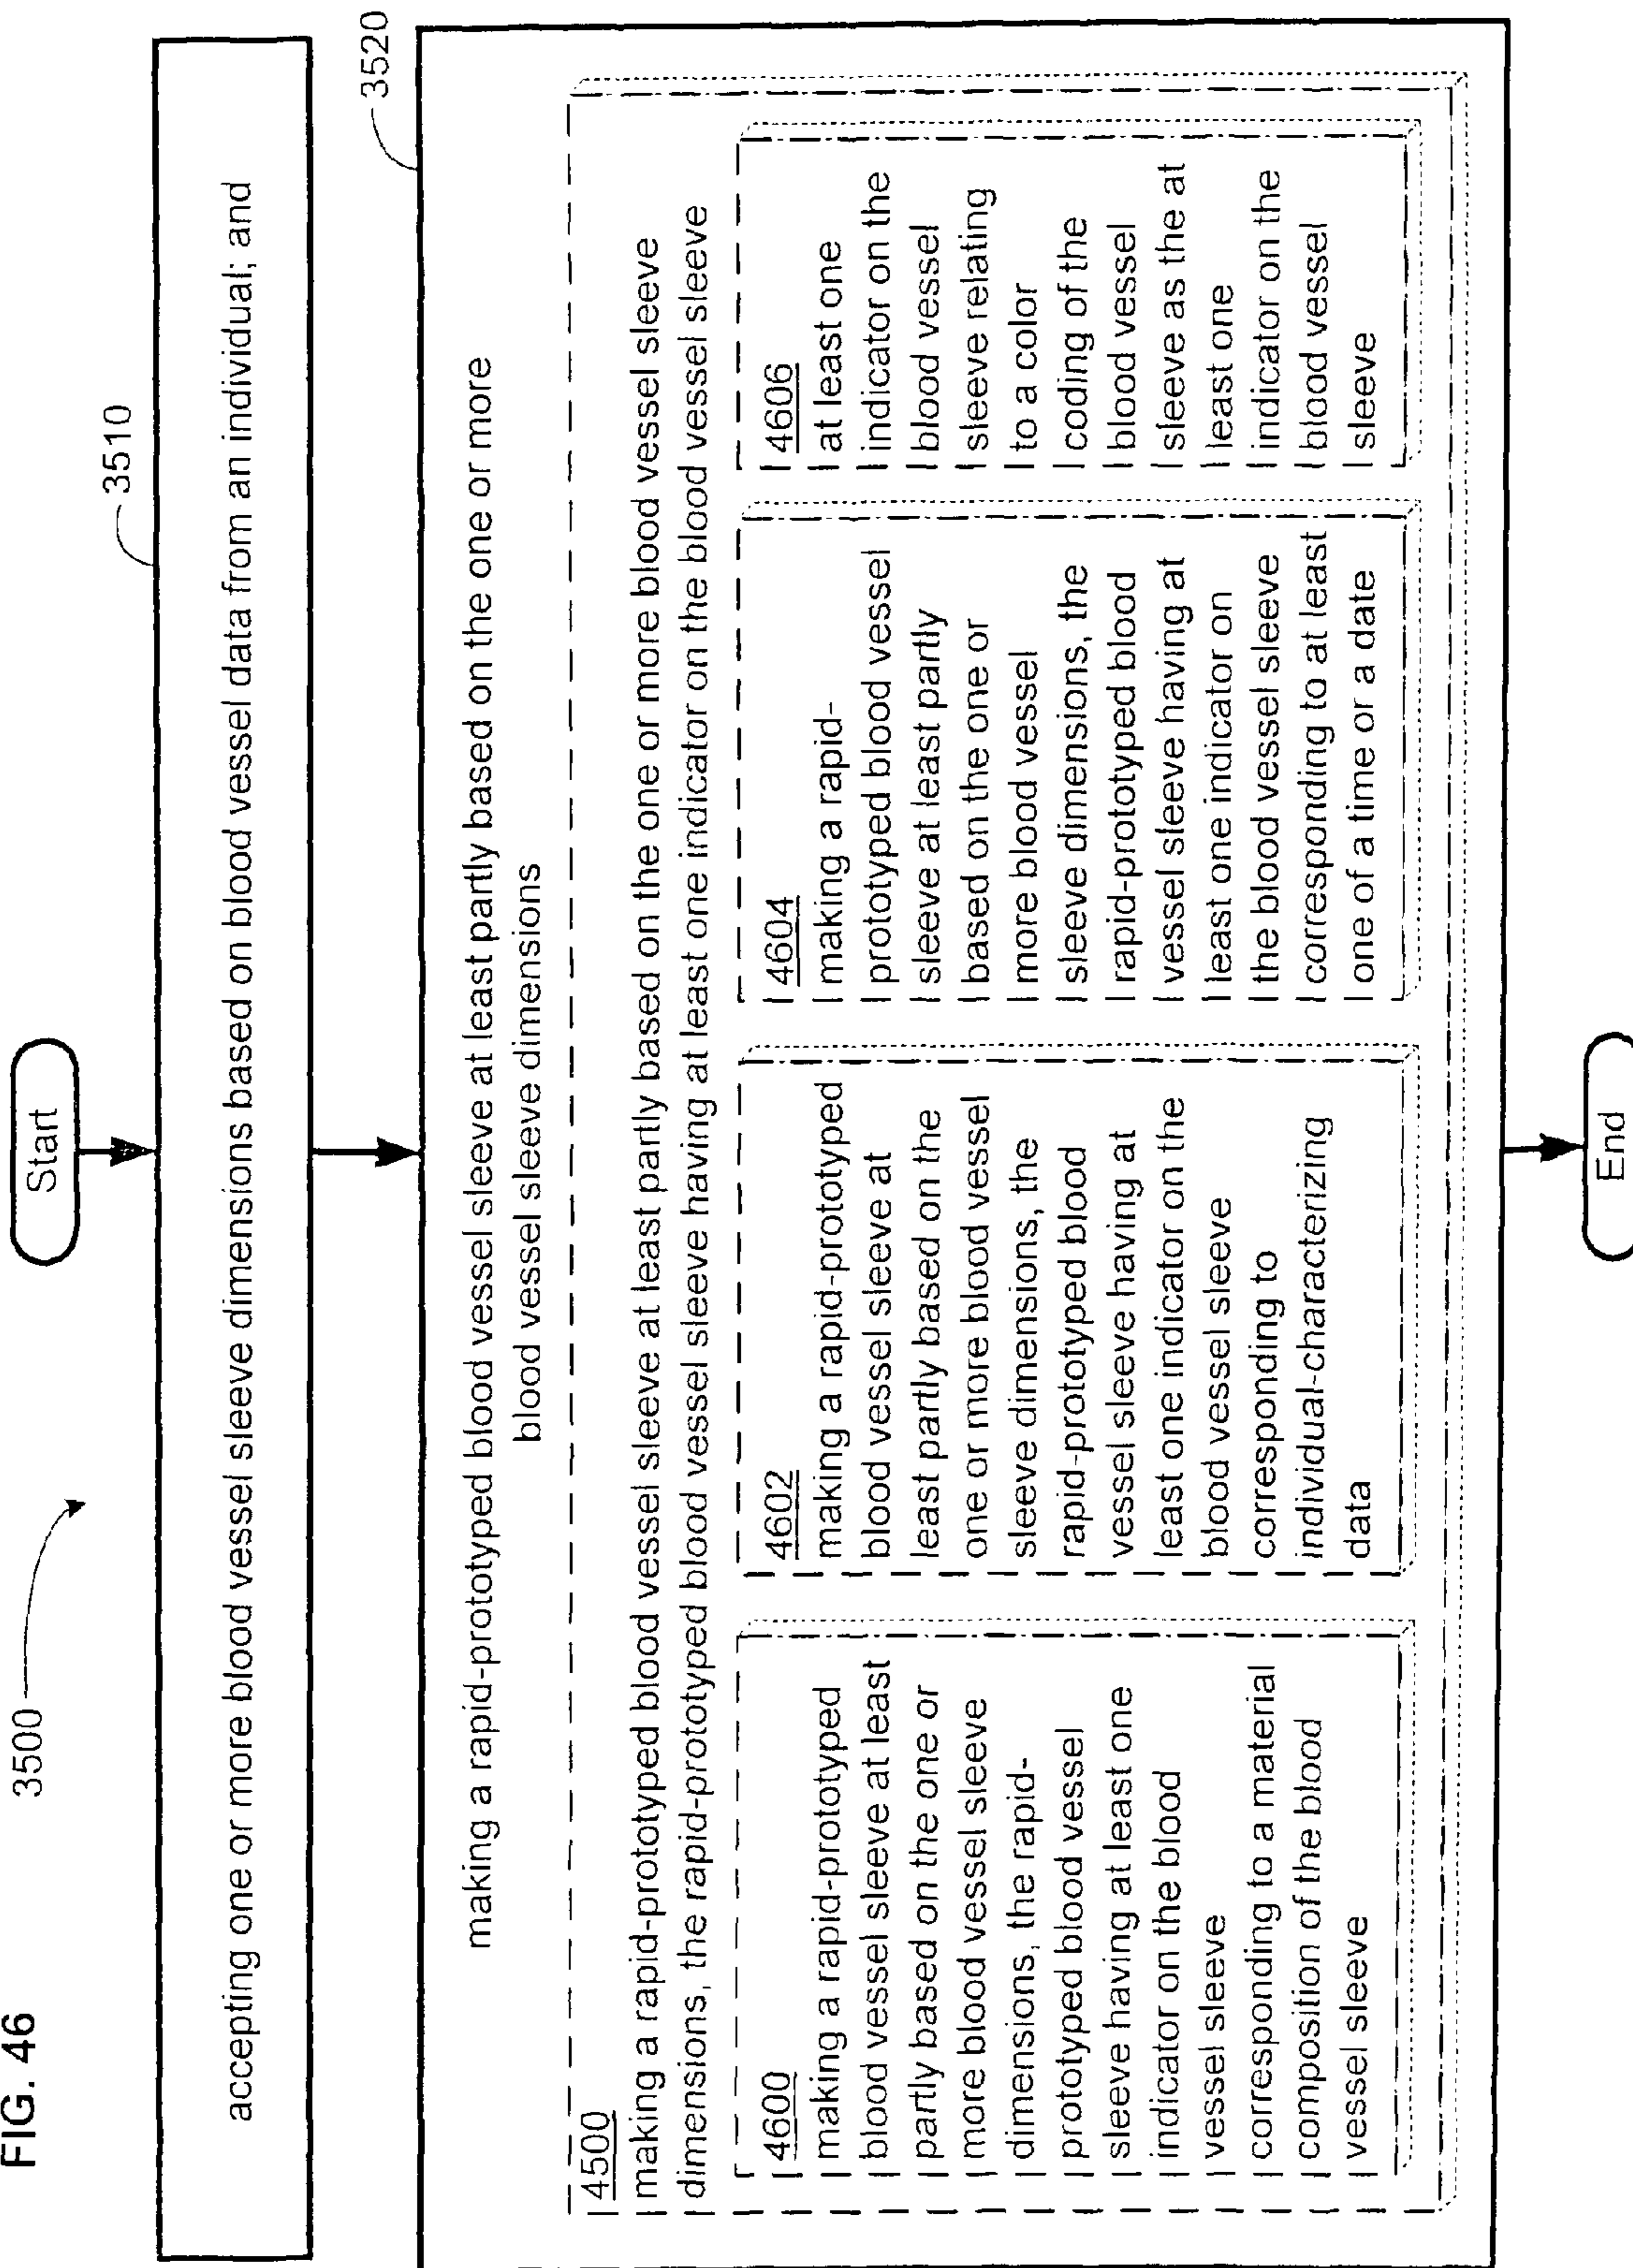 FIG. 46
3500
Start
3510
accepting one or more blood vessel sleeve dimensions based on blood vessel data from an individual; and
3520
making a rapid-prototyped blood vessel sleeve at least partly based on the one or more
blood vessel sleeve dimensions
4500
making a rapid-prototyped blood vessel sleeve at least partly based on the one or more blood vessel sleeve
dimensions, the rapid-prototyped blood vessel sleeve having at least one indicator on the blood vessel sleeve
4600
making a rapid-prototyped
blood vessel sleeve at least
partly based on the one or
more blood vessel sleeve
dimensions, the rapid-
prototyped blood vessel
sleeve having at least one
indicator on the blood
vessel sleeve
corresponding to a material
composition of the blood
vessel sleeve
4602
making a rapid-prototyped
blood vessel sleeve at
least partly based on the
one or more blood vessel
sleeve dimensions, the
rapid-prototyped blood
vessel sleeve having at
least one indicator on the
blood vessel sleeve
corresponding to
individual-characterizing
data
4604
making a rapid-
prototyped blood vessel
sleeve at least partly
based on the one or
more blood vessel
sleeve dimensions, the
rapid-prototyped blood
vessel sleeve having at
least one indicator on
the blood vessel sleeve
corresponding to at least
one of a time or a date
4606
at least one
indicator on the
blood vessel
sleeve relating
to a color
coding of the
blood vessel
sleeve as the at
least one
indicator on the
blood vessel
sleeve
End